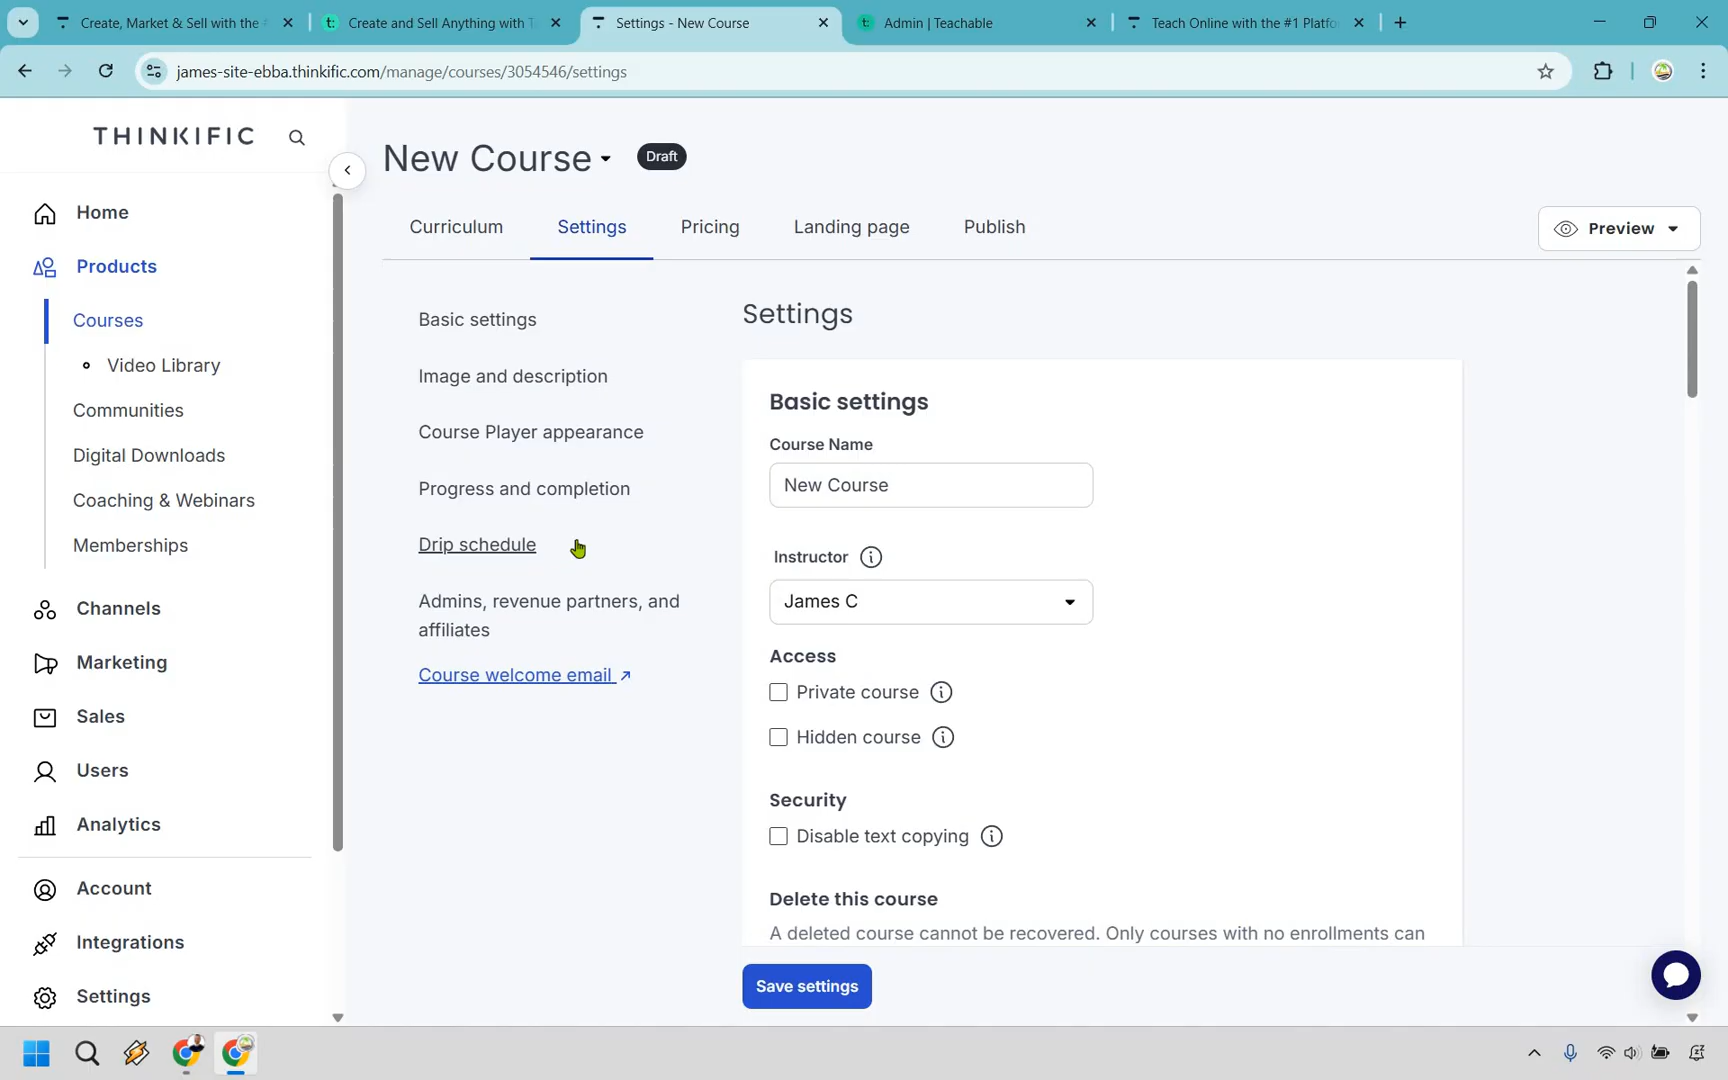 Create, Market & Sell with the
Create and Sell Anything with T
Settings - New Course
Admin | Teachable
Teach Online with the #1 Platfo
james-site-ebba.thinkific.com/manage/courses/3054546/settings
THINKIFIC
Home
Products
Courses
Video Library
Communities
Digital Downloads
Coaching & Webinars
Memberships
Channels
Marketing
Sales
Users
Analytics
Account
Integrations
Settings
New Course
Draft
Curriculum
Settings
Pricing
Landing page
Publish
Preview
Basic settings
Image and description
Course Player appearance
Progress and completion
Drip schedule
Admins, revenue partners, and
affiliates
Course welcome email
Settings
Basic settings
Course Name
New Course
Instructor
James C
Access
Private course
Hidden course
Security
Disable text copying
Delete this course
A deleted course cannot be recovered. Only courses with no enrollments can
Save settings